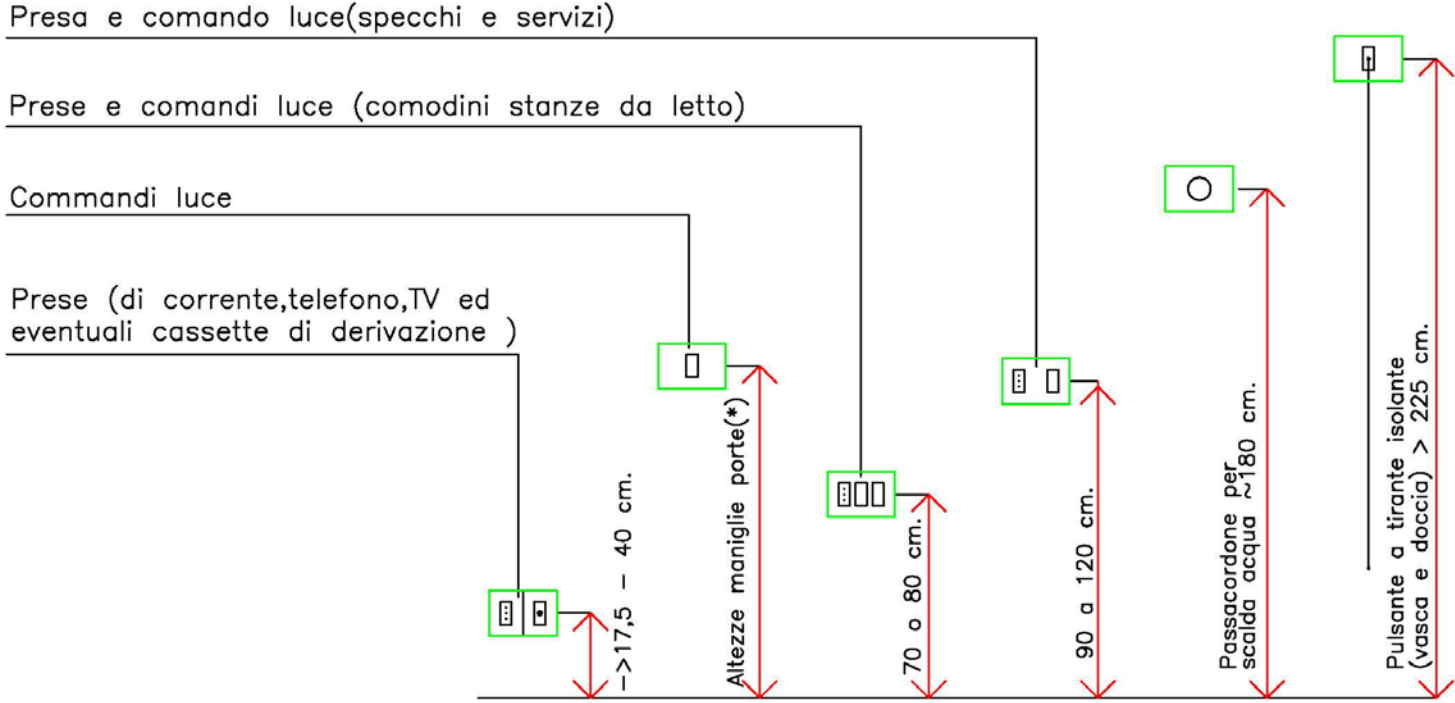 Presa e comando luce(specchi e servizi)
Prese e comandi luce (comodini stanze da letto)
Commandi luce
Prese (di corrente,telefono,TV ed
eventuali cassette di derivazione )
->17,5 - 40 cm.
Altezze maniglie porte(*)
70 o 80 cm.
90 a 120 cm.
Passacordone per
scalda acqua ~180 cm.
Pulsante a tirante isolante
(vasca e doccia) > 225 cm.